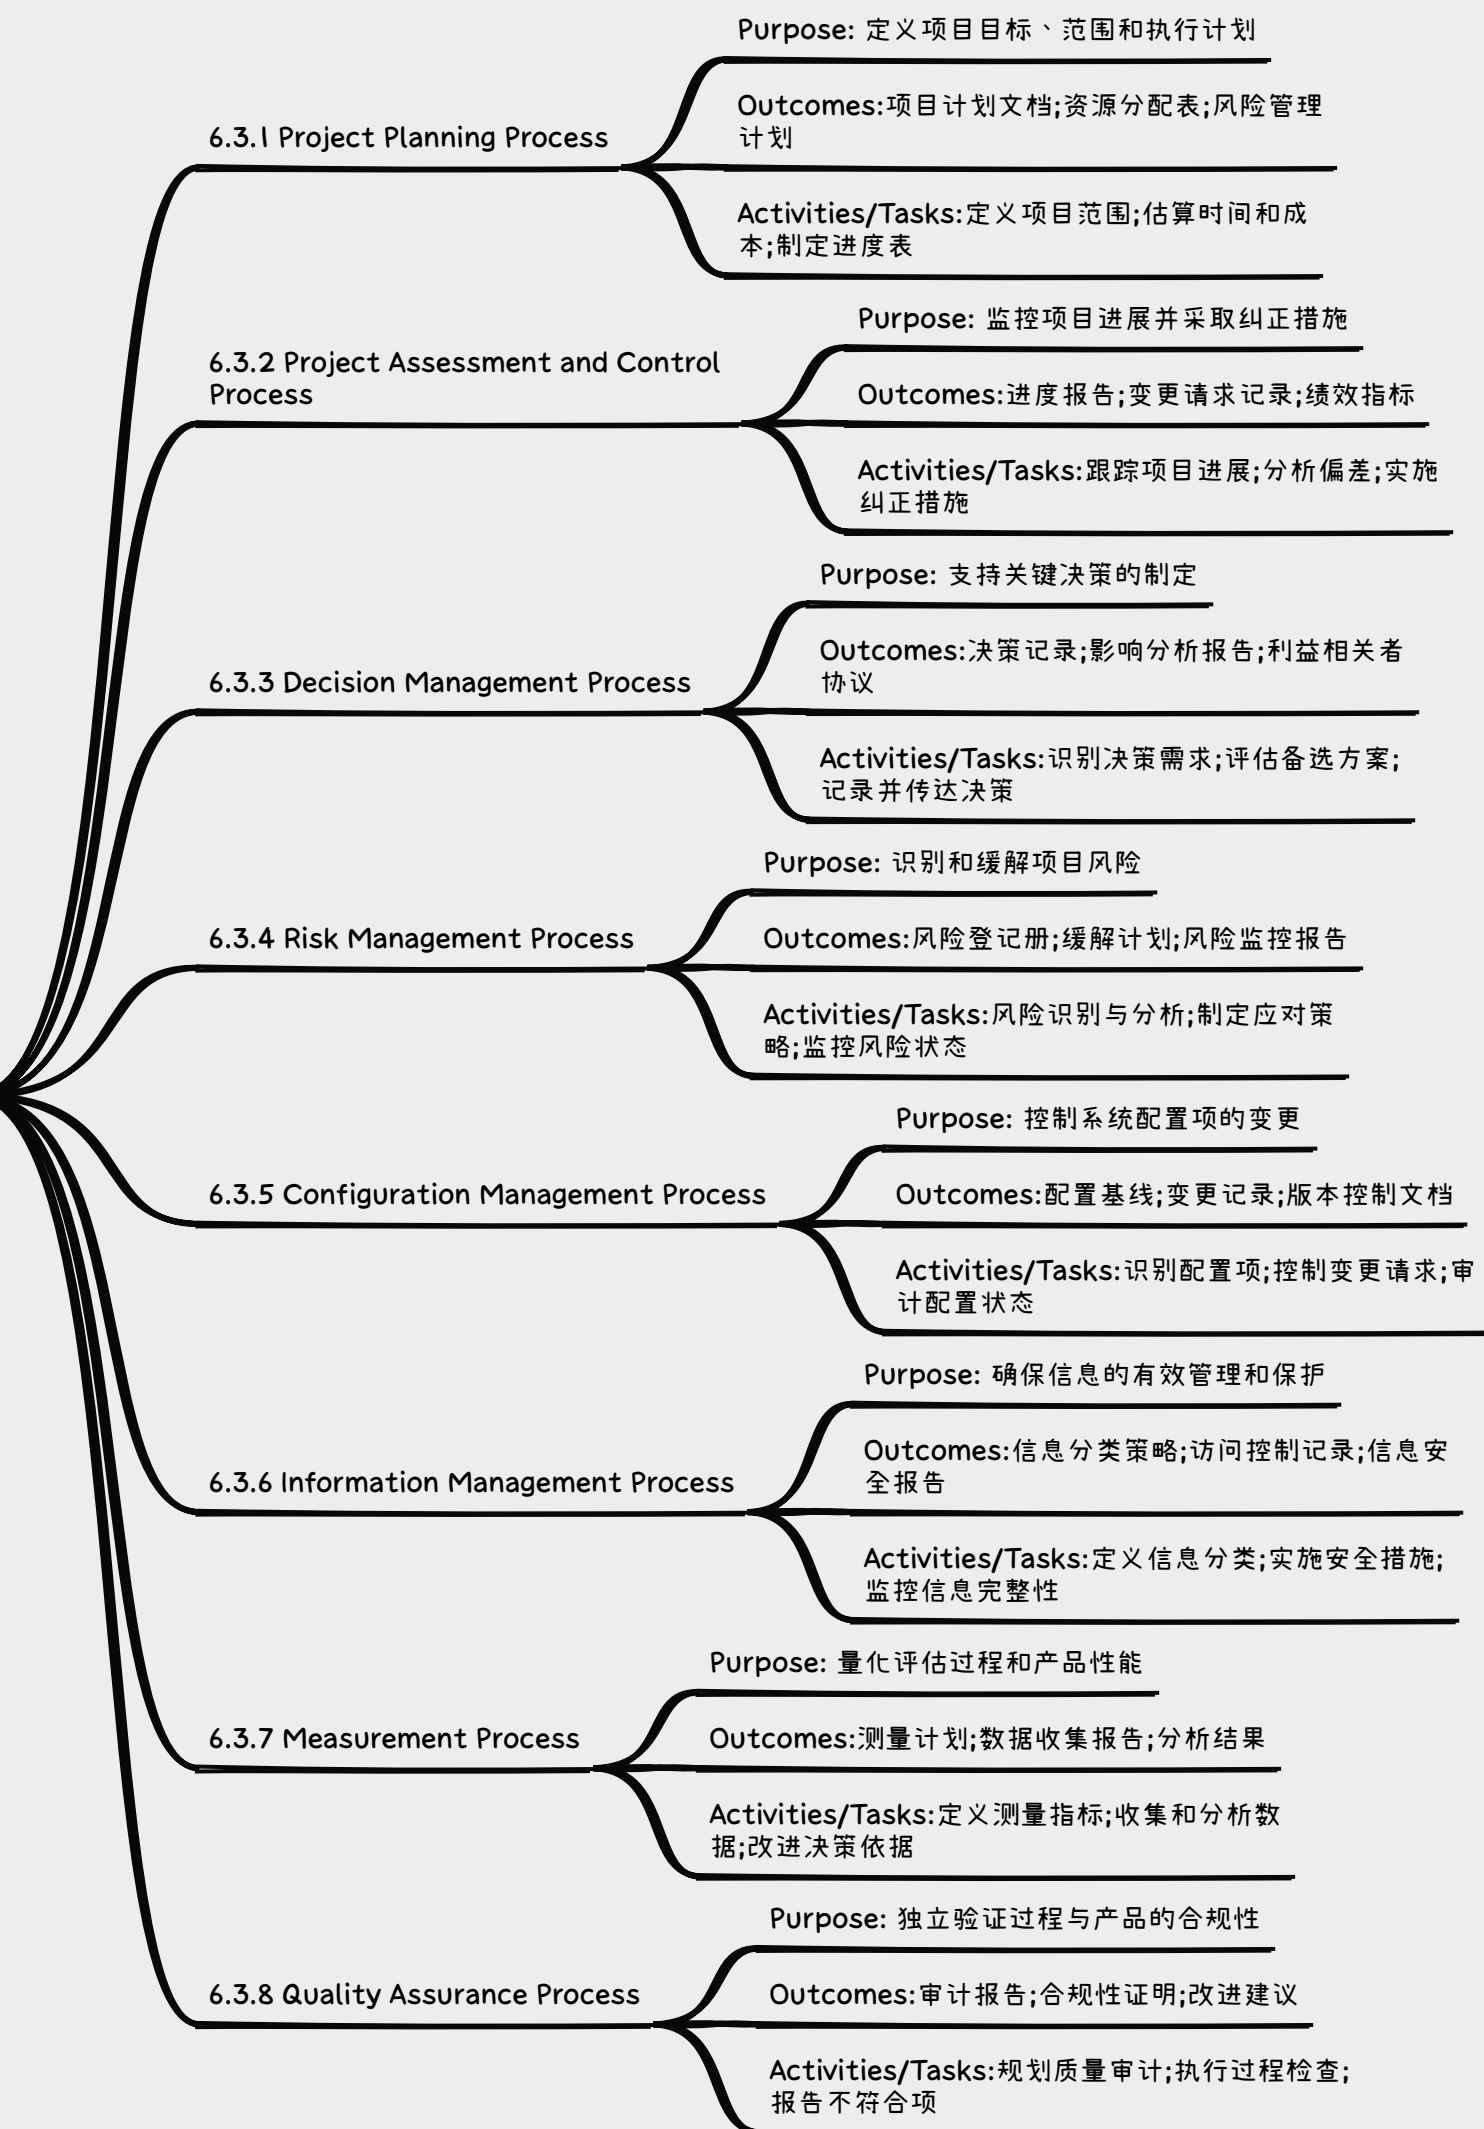 Purpose: 定义项目目标、范围和执行计划
Outcomes:项目计划文档;资源分配表;风险管理
计划
6.3.1 Project Planning Process
Activities/Tasks:定义项目范围;估算时间和成
本;制定进度表
Purpose: 监控项目进展并采取纠正措施
6.3.2 Project Assessment and Control
Process
Outcomes:进度报告;变更请求记录;绩效指标
Activities/Tasks:跟踪项目进展;分析偏差;实施
纠正措施
Purpose: 支持关键决策的制定
Outcomes:决策记录;影响分析报告;利益相关者
协议
6.3.3 Decision Management Process
Activities/Tasks:识别决策需求;评估备选方案;
记录并传达决策
Purpose: 识别和缓解项目风险
6.3.4 Risk Management Process
Outcomes:风险登记册;缓解计划;风险监控报告
Activities/Tasks:风险识别与分析;制定应对策
略;监控风险状态
Purpose: 控制系统配置项的变更
6.3.5 Configuration Management Process
Outcomes:配置基线;变更记录;版本控制文档
Activities/Tasks:识别配置项;控制变更请求;审
计配置状态
Purpose: 确保信息的有效管理和保护
Outcomes:信息分类策略;访问控制记录;信息安
全报告
6.3.6 Information Management Process
Activities/Tasks:定义信息分类;实施安全措施;
监控信息完整性
Purpose: 量化评估过程和产品性能
6.3.7 Measurement Process
Outcomes:测量计划;数据收集报告;分析结果
Activities/Tasks:定义测量指标;收集和分析数
据;改进决策依据
Purpose: 独立验证过程与产品的合规性
6.3.8 Quality Assurance Process
Outcomes:审计报告;合规性证明;改进建议
Activities/Tasks:规划质量审计;执行过程检查;
报告不符合项